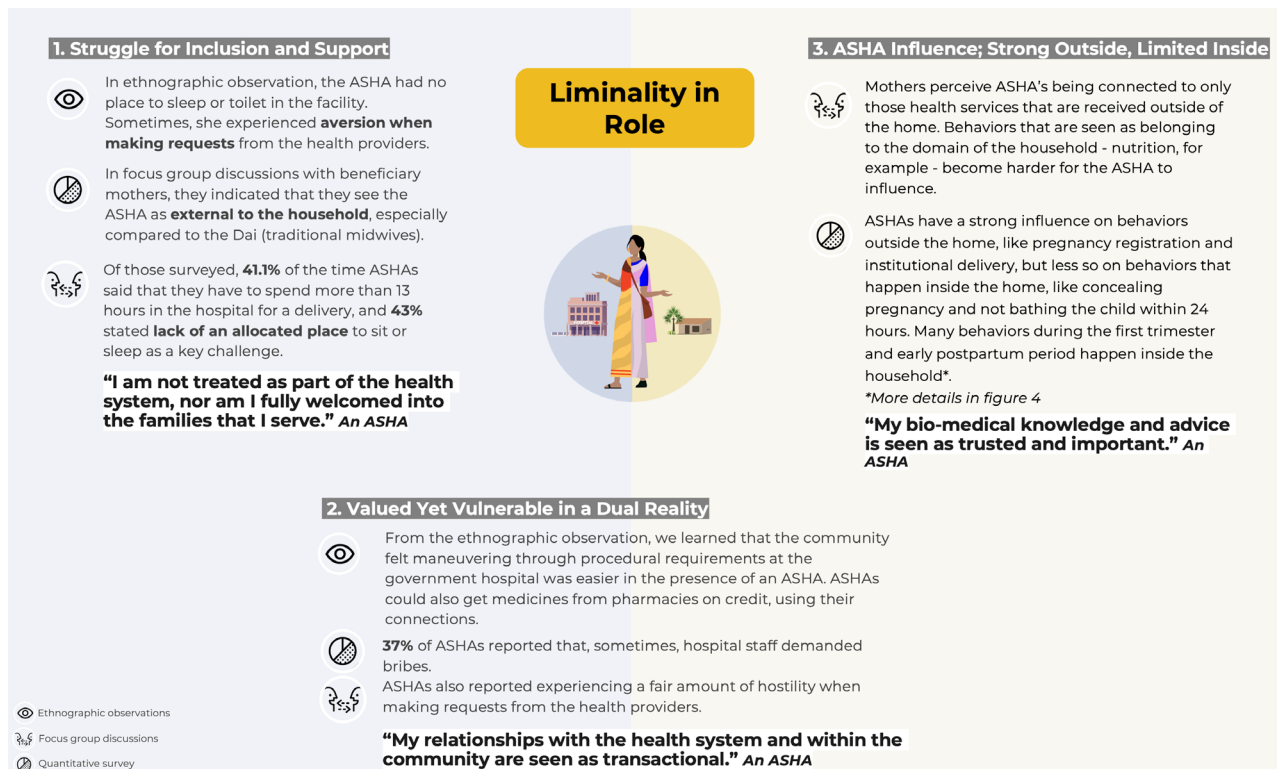 1. Struggle for Inclusion and Support
In ethnographic observation, the ASHA had no
place to sleep or toilet in the facility.
Sometimes, she experienced aversion when
making requests from the health providers.
In focus group discussions with beneficiary
mothers, they indicated that they see the
ASHA as external to the household, especially
compared to the Dai (traditional midwives).
Of those surveyed, 41.1% of the time ASHAs
said that they have to spend more than 13
hours in the hospital for a delivery, and 43%
stated lack of an allocated place to sit or
sleep as a key challenge.
“I am not treated as part of the health
system, nor am I fully welcomed into
the families that I serve.” An ASHA
Liminality in
Role
3. ASHA Influence; Strong Outside, Limited Inside
Mothers perceive ASHA’s being connected to only
those health services that are received outside of
the home. Behaviors that are seen as belonging
to the domain of the household - nutrition, for
example - become harder for the ASHA to
influence.
ASHAs have a strong influence on behaviors
outside the home, like pregnancy registration and
institutional delivery, but less so on behaviors that
happen inside the home, like concealing
pregnancy and not bathing the child within 24
hours. Many behaviors during the first trimester
and early postpartum period happen inside the
household*.
*More details in figure 4
“My bio-medical knowledge and advice
is seen as trusted and important.” An
ASHA
2. Valued Yet Vulnerable in a Dual Reality
From the ethnographic observation, we learned that the community
felt maneuvering through procedural requirements at the
government hospital was easier in the presence of an ASHA. ASHAs
could also get medicines from pharmacies on credit, using their
connections.
37% of ASHAs reported that, sometimes, hospital staff demanded
bribes.
ASHAs also reported experiencing a fair amount of hostility when
making requests from the health providers.
“My relationships with the health system and within the
community are seen as transactional.” An ASHA
Ethnographic observations
Focus group discussions
Quantitative survey